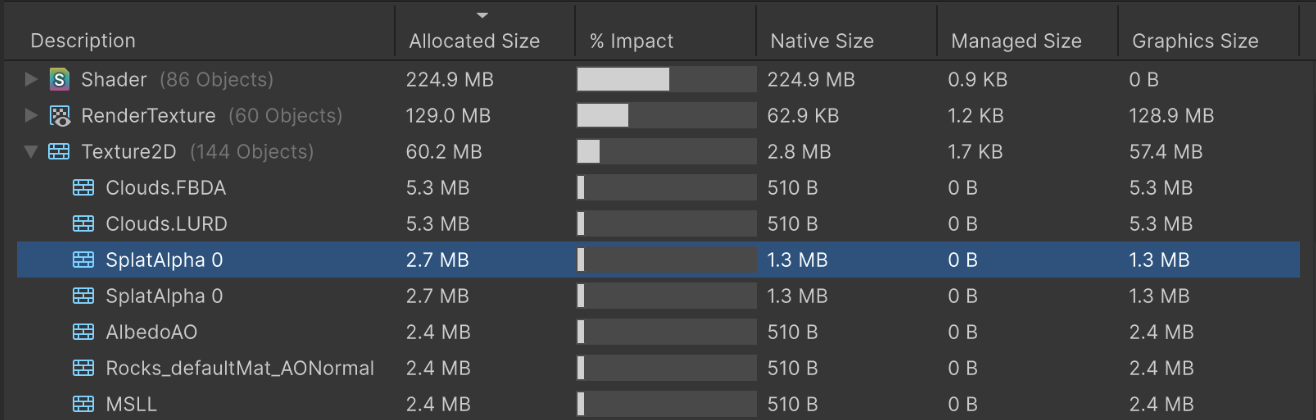 Description Allocated Size % Impact Native Size Managed Size Graphics Size
S Shader (86 Objects) 224.9 MB 224.9 MB 0.9 KB 0 B
RenderTexture (60 Objects) 129.0 MB 62.9 KB 1.2 KB 128.9 MB
Texture2D (144 Objects) 60.2 MB 2.8 MB 1.7 KB 57.4 MB
Clouds.FBDA 5.3 MB 510 B 0 B 5.3 MB
Clouds.LURD 5.3 MB 510 B 0 B 5.3 MB
SplatAlpha 0 2.7 MB 1.3 MB 0 B 1.3 MB
SplatAlpha 0 2.7 MB 1.3 MB 0 B 1.3 MB
AlbedoAO 2.4 MB 510 B 0 B 2.4 MB
Rocks_defaultMat_AONormal 2.4 MB 510 B 0 B 2.4 MB
MSLL 2.4 MB 510 B 0 B 2.4 MB